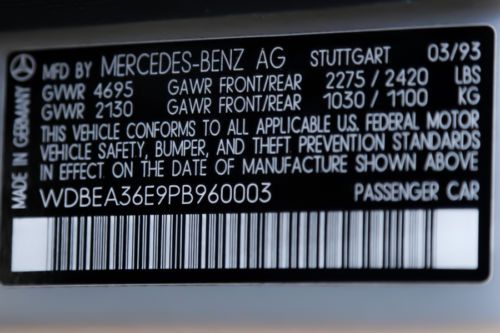 MFD BY MERCEDES-BENZ AG STUTTGART 03/93
GVWR 4695 GAWR FRONT/REAR 2275 / 2420 LBS
GVWR 2130 GAWR FRONT/REAR 1030 / 1100 KG
THIS VEHICLE CONFORMS TO ALL APPLICABLE U.S. FEDERAL MOTOR
VEHICLE SAFETY, BUMPER, AND THEFT PREVENTION STANDARDS
IN EFFECT ON THE DATE OF MANUFACTURE SHOWN ABOVE
WDBEA36E9PB960003 PASSENGER CAR
MADE IN GERMANY